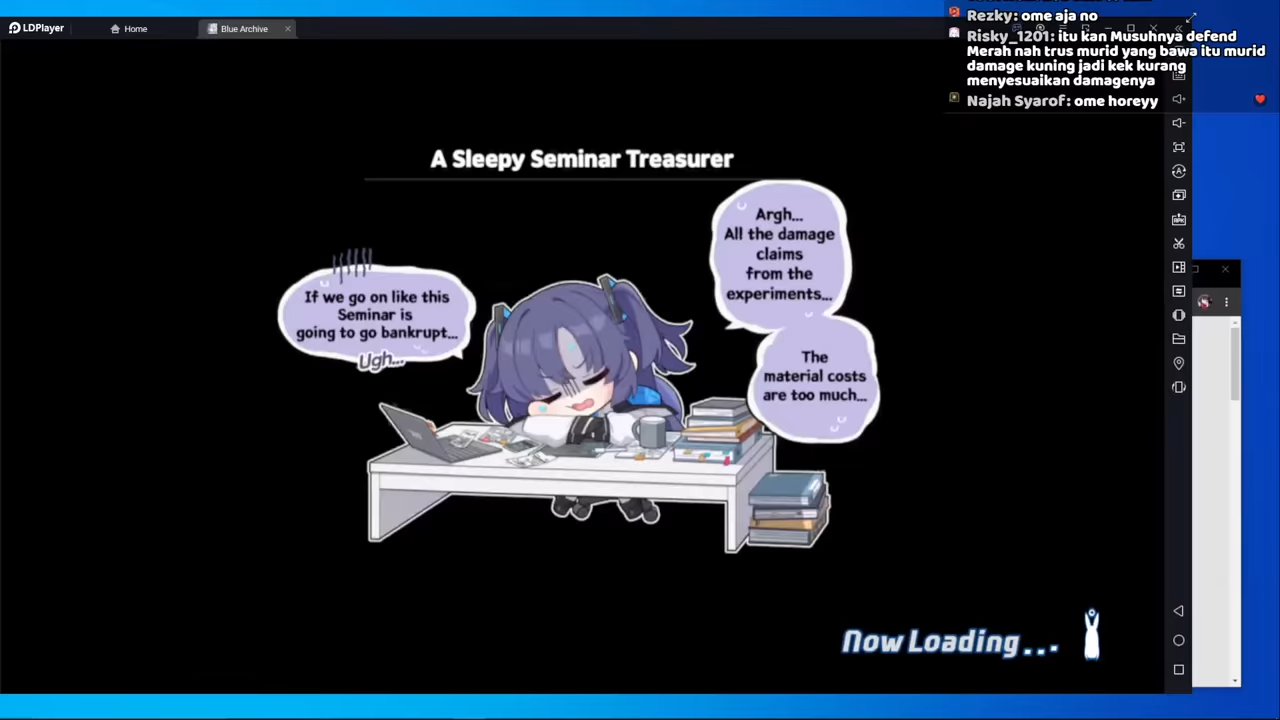 LDPlayer
Home
Blue Archive
Rezky: ome aja no
Risky_1201: itu kan Musuhnya defend
Merah nah trus murid yang bawa itu murid
damage kuning jadi kek kurang
menyesuaikan damagenya
Najah Syarof: ome horeyy
A Sleepy Seminar Treasurer
Argh...
All the damage
claims
from the
experiments...
If we go on like this
Seminar is
going to go bankrupt...
Ugh...
The
material costs
are too much...
Now Loading...